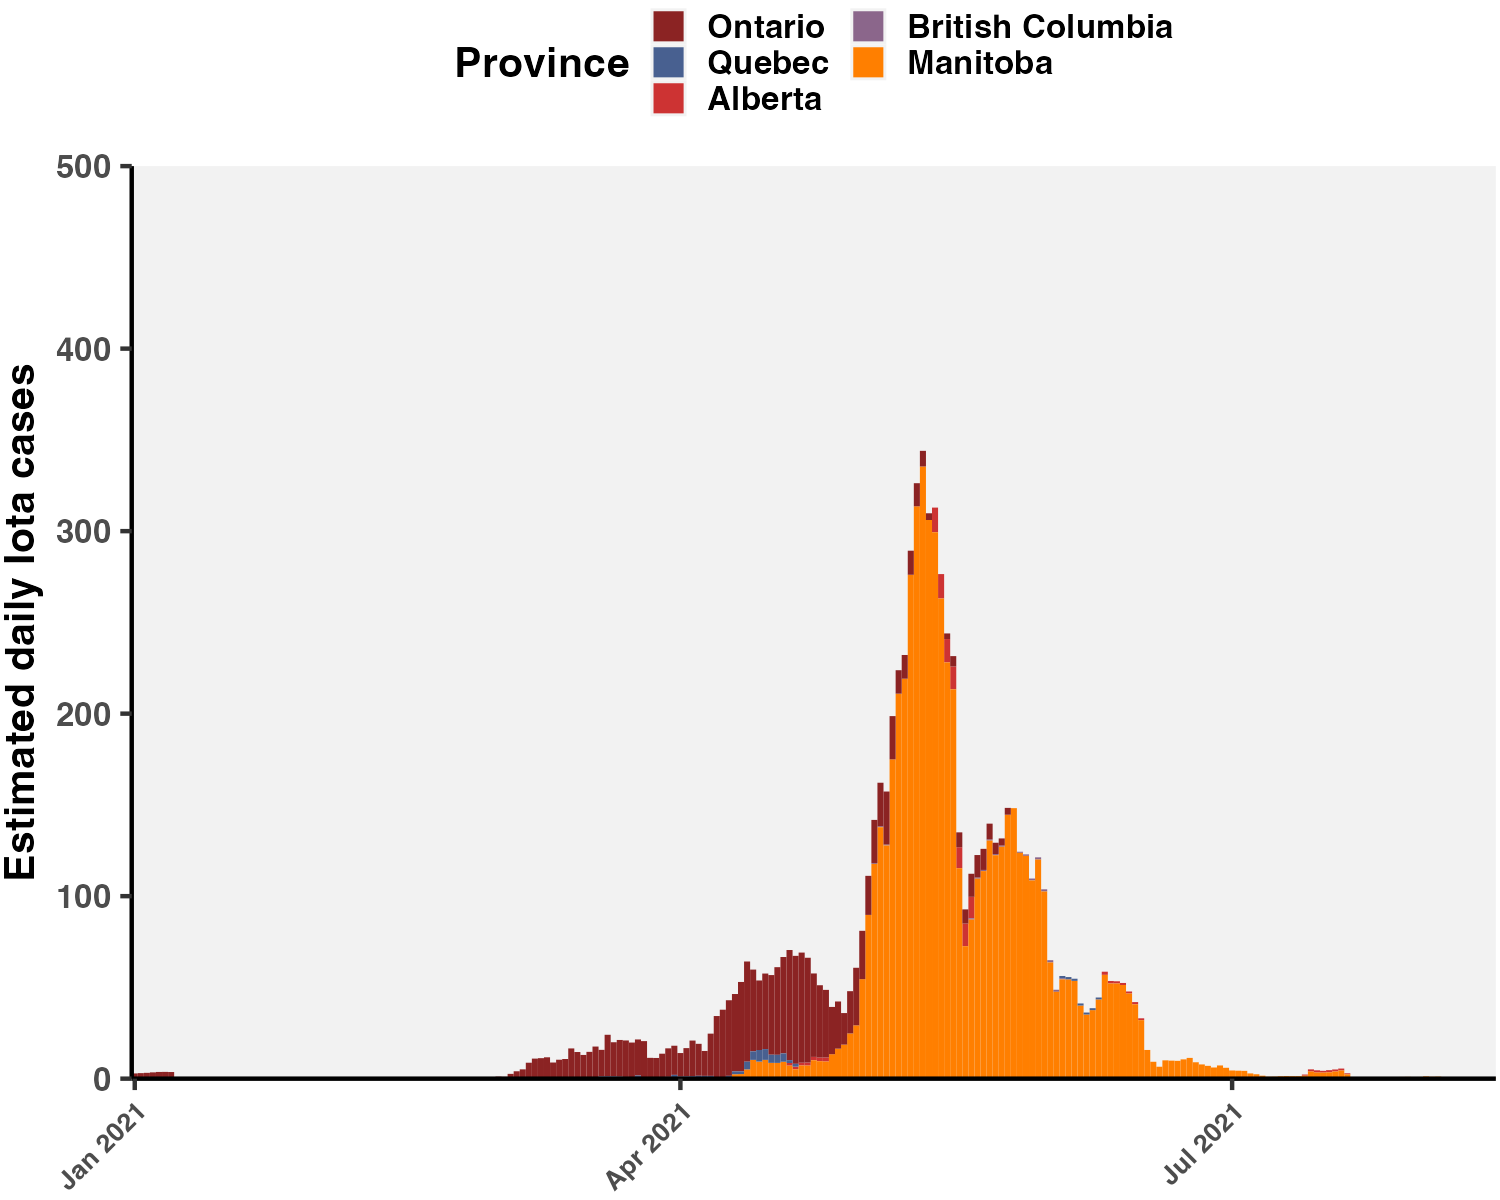 Province
Ontario
Quebec
Alberta
British Columbia
Manitoba
Estimated daily Iota cases
500
400
300
200
100
0
Jan 2021
Apr 2021
Jul 2021